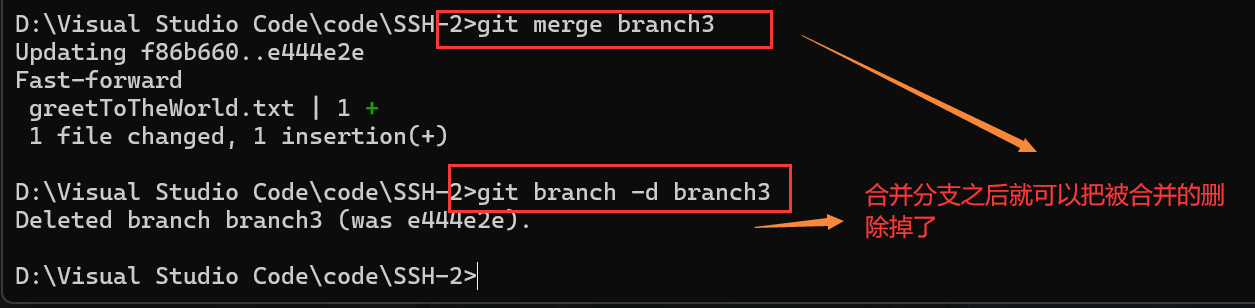 D:\Visual Studio Code\code\SSH-2>git merge branch3
Updating f86b660..e444e2e
Fast-forward
 greetToTheWorld.txt | 1 +
 1 file changed, 1 insertion(+)
D:\Visual Studio Code\code\SSH-2>git branch -d branch3
Deleted branch branch3 (was e444e2e).
合并分支之后就可以把被合并的删
除掉了
D:\Visual Studio Code\code\SSH-2>